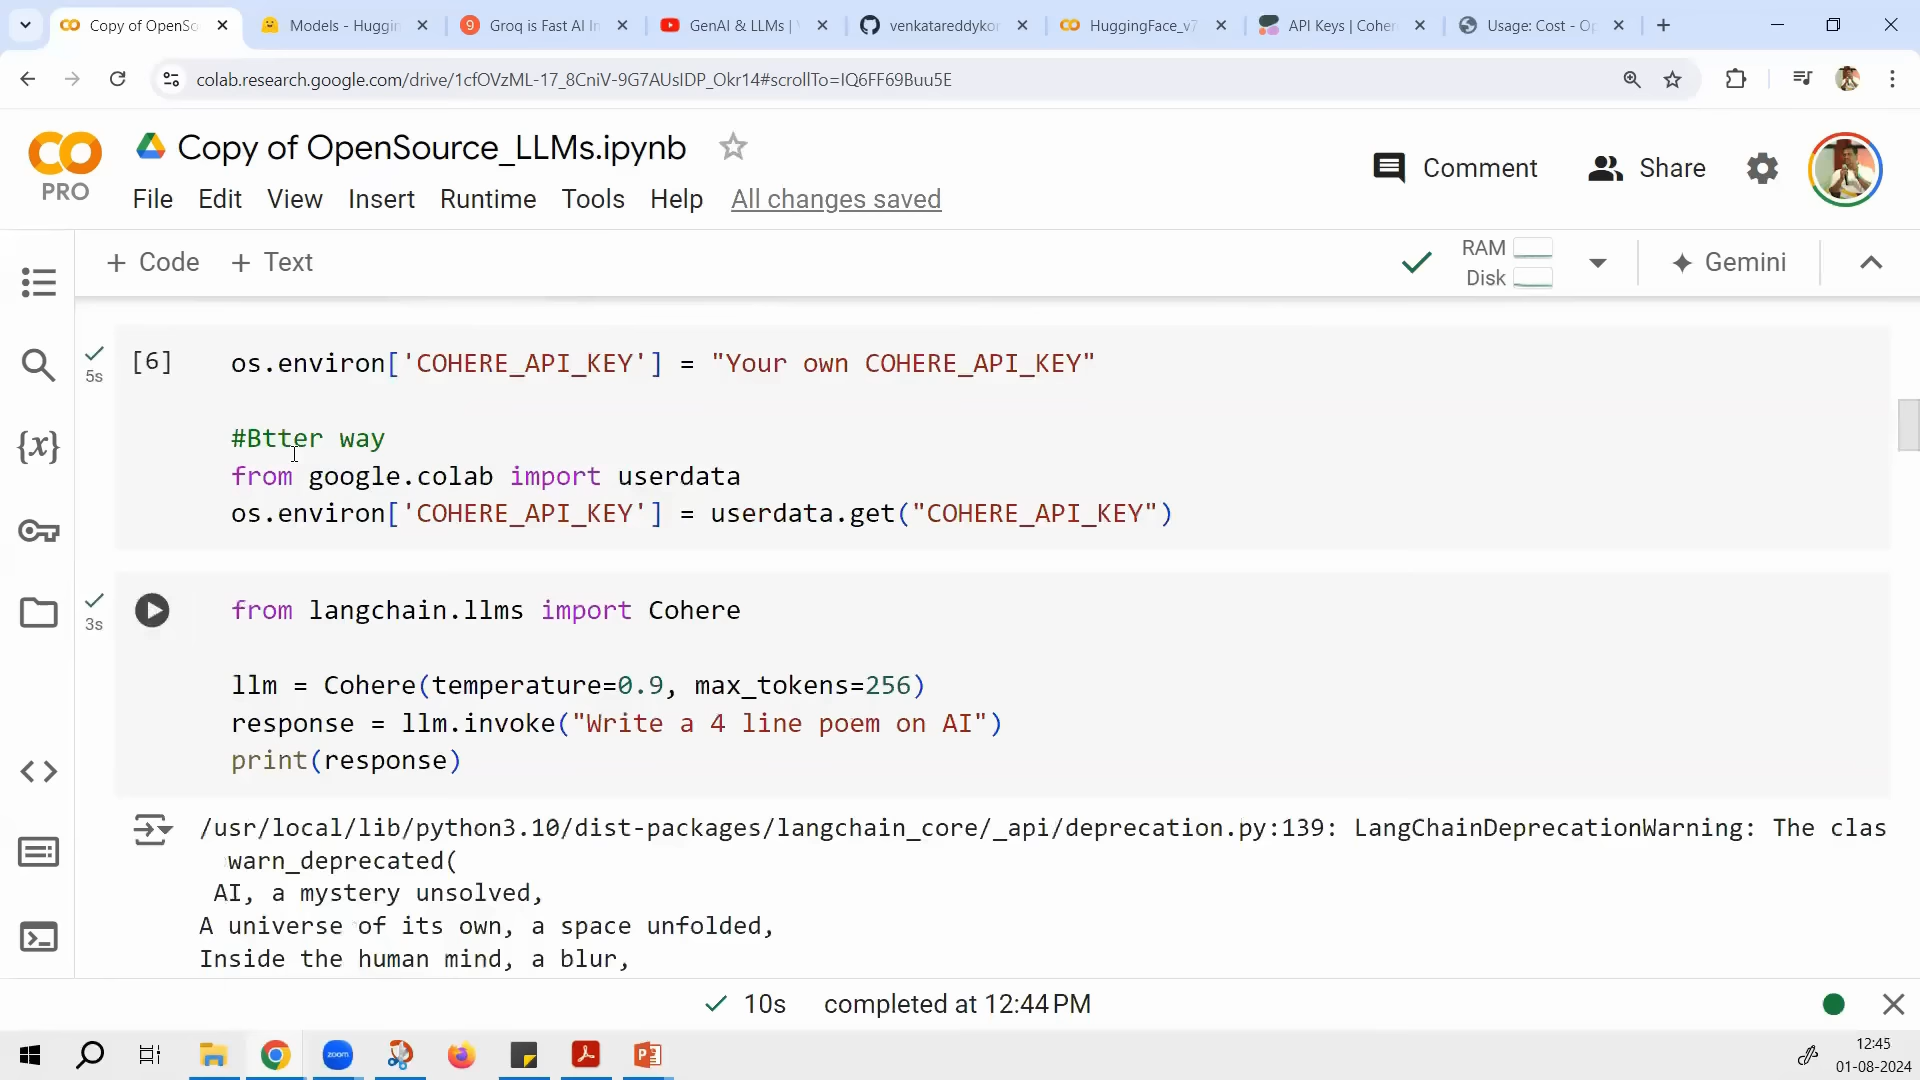 Copy of OpenSo
Models - Huggin
Groq is Fast AI In
GenAI & LLMs |
venkatareddykor
HuggingFace_v7
API Keys | Coher
Usage: Cost - Op
colab.research.google.com/drive/1cfOVzML-17_8CniV-9G7AUsIDP_Okr14#scrollTo=IQ6FF69Buu5E
PRO
Copy of OpenSource_LLMs.ipynb
Comment
Share
File Edit View Insert Runtime Tools Help All changes saved
+ Code + Text
RAM
Disk
Gemini
[6]
5s
os.environ['COHERE_API_KEY'] = "Your own COHERE_API_KEY"
#Btter way
from google.colab import userdata
os.environ['COHERE_API_KEY'] = userdata.get("COHERE_API_KEY")
3s
from langchain.llms import Cohere
llm = Cohere(temperature=0.9, max_tokens=256)
response = llm.invoke("Write a 4 line poem on AI")
print(response)
/usr/local/lib/python3.10/dist-packages/langchain_core/_api/deprecation.py:139: LangChainDeprecationWarning: The clas
warn_deprecated(
AI, a mystery unsolved,
A universe of its own, a space unfolded,
Inside the human mind, a blur,
10s completed at 12:44 PM
zoom
12:45
01-08-2024